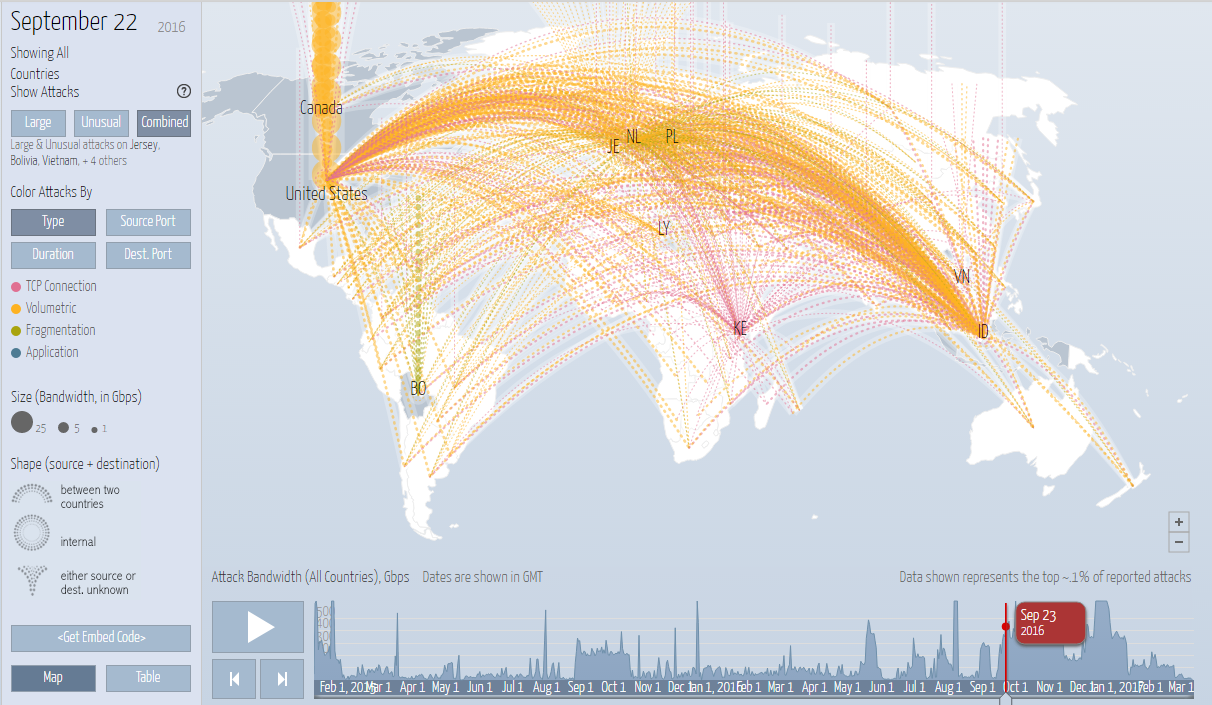 September 22 2016
Showing All
Countries
Show Attacks ?
Large Unusual Combined
Large & Unusual attacks on Jersey,
Bolivia, Vietnam, + 4 others
Color Attacks By
Type Source Port
Duration Dest. Port
TCP Connection
Volumetric
Fragmentation
Application
Size (Bandwidth, in Gbps)
25 5 1
Shape (source + destination)
between two
countries
internal
either source or
dest. unknown
<Get Embed Code>
Map Table
Canada
United States
JE
NL
PL
LY
VN
KE
ID
BO
+
−
Attack Bandwidth (All Countries), Gbps Dates are shown in GMT
Data shown represents the top ~.1% of reported attacks
500
400
Sep 23
2016
Feb 1, 2015 Mar 1 Apr 1 May 1 Jun 1 Jul 1 Aug 1 Sep 1 Oct 1 Nov 1 Dec 1 Jan 1, 2016 Feb 1 Mar 1 Apr 1 May 1 Jun 1 Jul 1 Aug 1 Sep 1 Oct 1 Nov 1 Dec 1 Jan 1, 2017 Feb 1 Mar 1